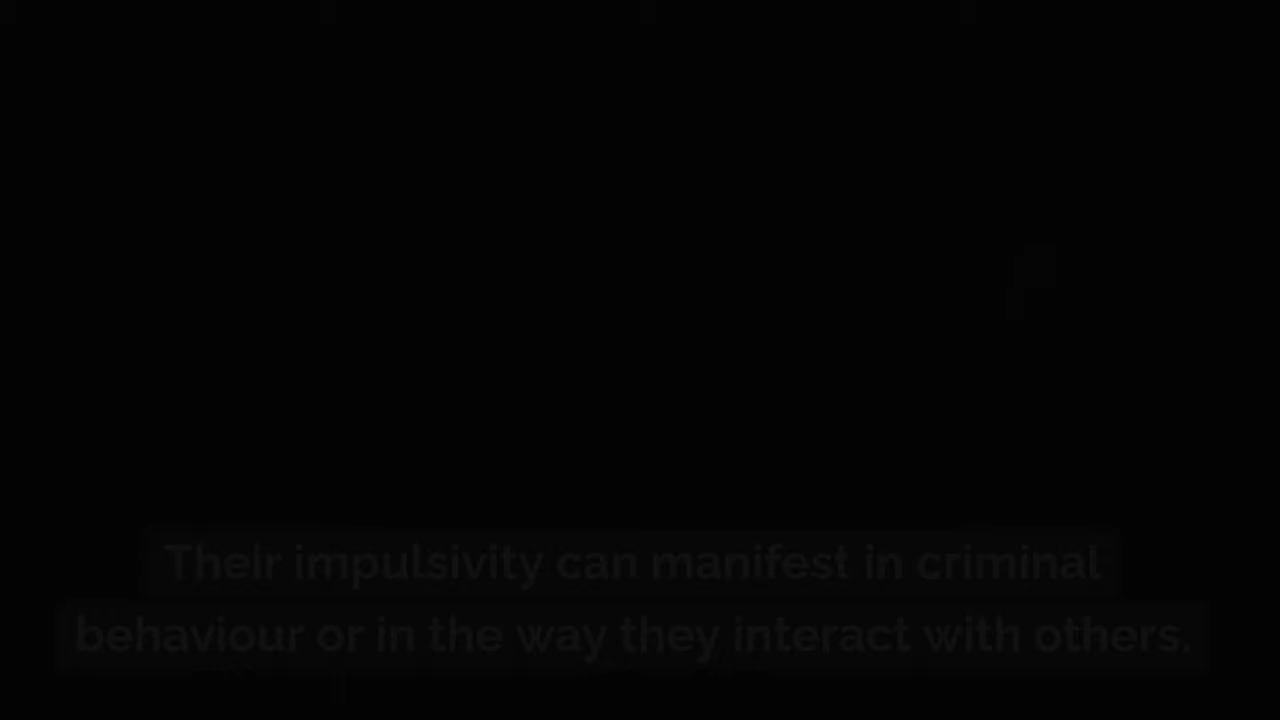 Their impulsivity can manifest in criminal
behaviour or in the way they interact with others.